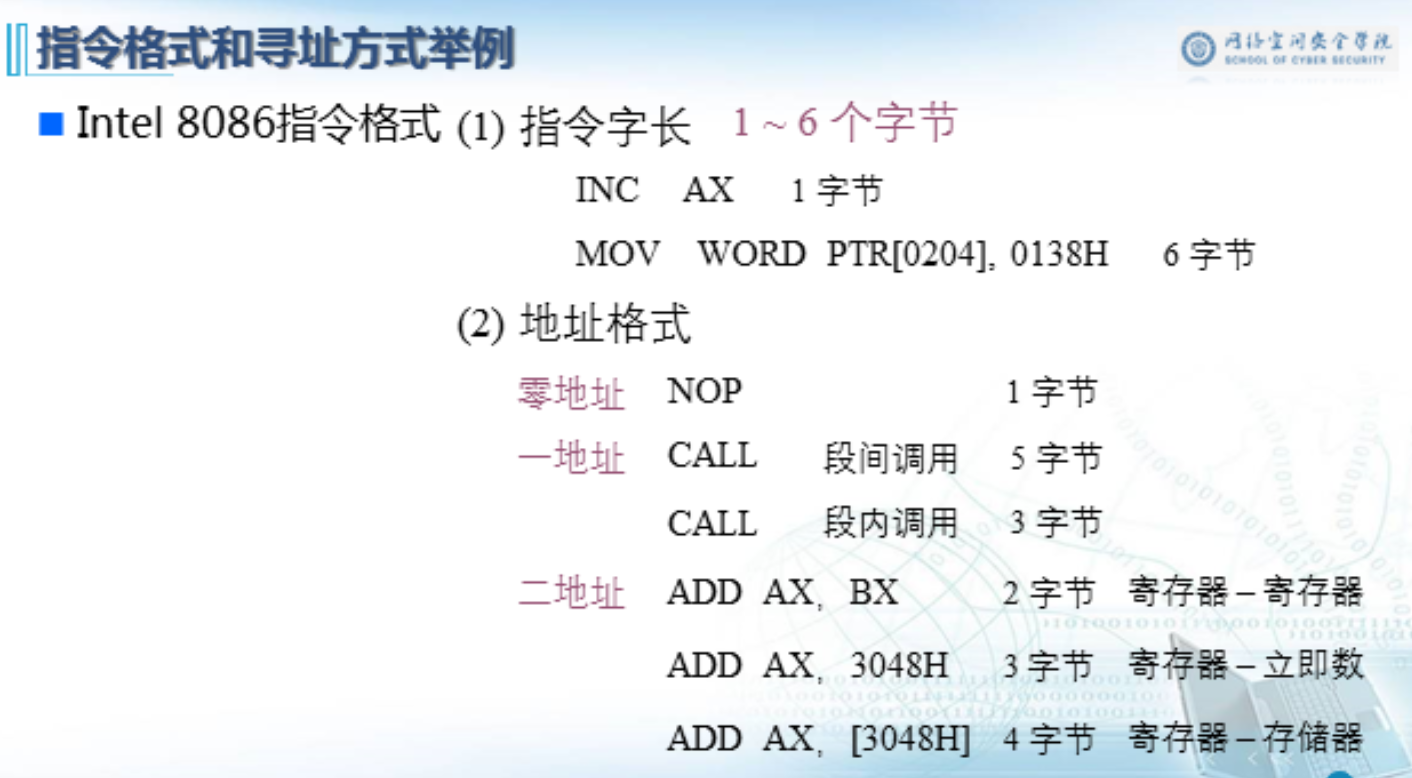 指令格式和寻址方式举例
网络空间安全学院
SCHOOL OF CYBER SECURITY
Intel 8086指令格式 (1) 指令字长 1 ~ 6 个字节
INC AX 1 字节
MOV WORD PTR[0204], 0138H 6 字节
(2) 地址格式
零地址 NOP 1 字节
一地址 CALL 段间调用 5 字节
CALL 段内调用 3 字节
二地址 ADD AX, BX 2 字节 寄存器 – 寄存器
ADD AX, 3048H 3 字节 寄存器 – 立即数
ADD AX, [3048H] 4 字节 寄存器 – 存储器